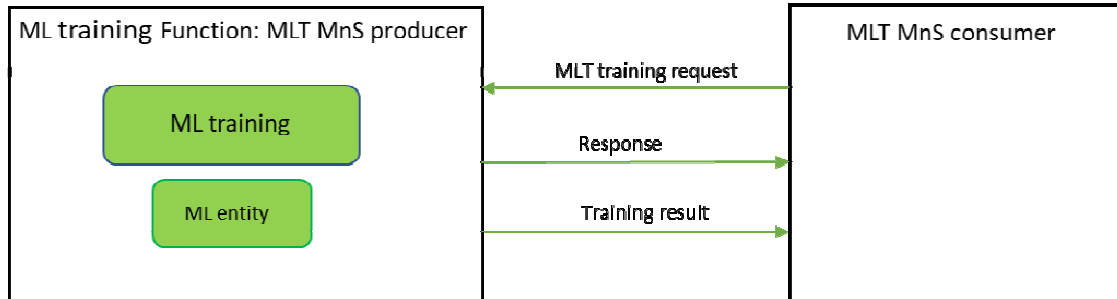 ML training Function: MLT MnS producer
MLT MnS consumer
MLT training request
ML training
Response
ML entity
Training result